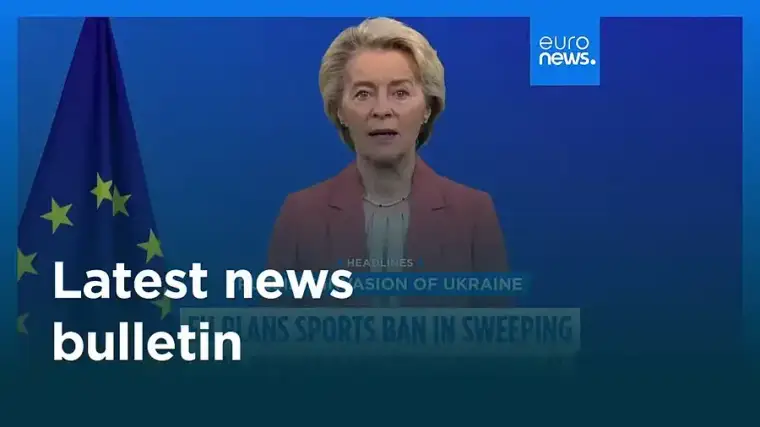 euro
news.
HEADLINES
ASION OF UKRAINE
PLANS SPORTS BAN IN SWEEPING
Latest news
bulletin